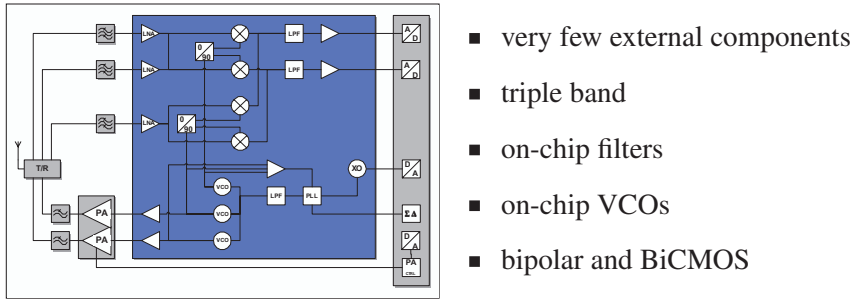 LNA
LNA
LNA
0
90
0
90
LPF
LPF
A
D
A
D
T/R
PA
PA
VCO
VCO
VCO
LPF
PLL
XO
D
A
Σ Δ
D
A
PA
CTRL
▪ very few external components
▪ triple band
▪ on-chip filters
▪ on-chip VCOs
▪ bipolar and BiCMOS